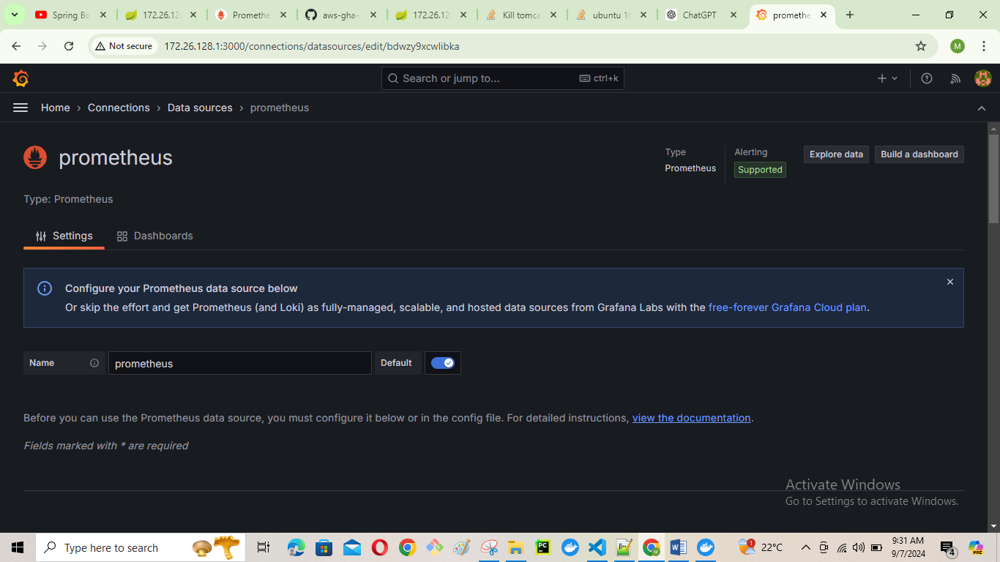 Spring Bo
172.26.12
Promethe
aws-gha-
172.26.12
Kill tomca
ubuntu 16
ChatGPT
promethe
Not secure
172.26.128.1:3000/connections/datasources/edit/bdwzy9xcwlibka
M
Search or jump to...
ctrl+k
Home › Connections › Data sources › prometheus
prometheus
Type
Prometheus
Alerting
Supported
Explore data
Build a dashboard
Type: Prometheus
Settings
Dashboards
Configure your Prometheus data source below
Or skip the effort and get Prometheus (and Loki) as fully-managed, scalable, and hosted data sources from Grafana Labs with the free-forever Grafana Cloud plan.
Name
prometheus
Default
Before you can use the Prometheus data source, you must configure it below or in the config file. For detailed instructions, view the documentation.
Fields marked with * are required
Activate Windows
Go to Settings to activate Windows.
Type here to search
PC
W
1
22°C
9:31 AM
9/7/2024
4
PRE